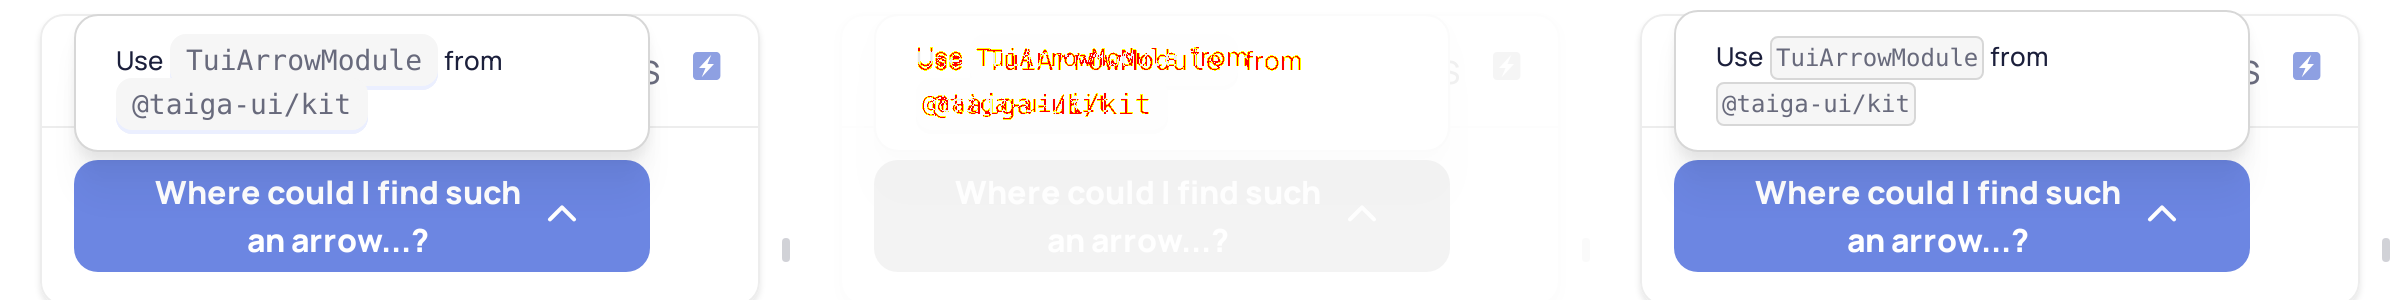 Use TuiArrowModule from
@taiga-ui/kit
s
Where could I find such
an arrow...?
Use TuiArrowModule from
@taiga-ui/kit
s
Where could I find such
an arrow...?
Use TuiArrowModule from
@taiga-ui/kit
s
Where could I find such
an arrow...?